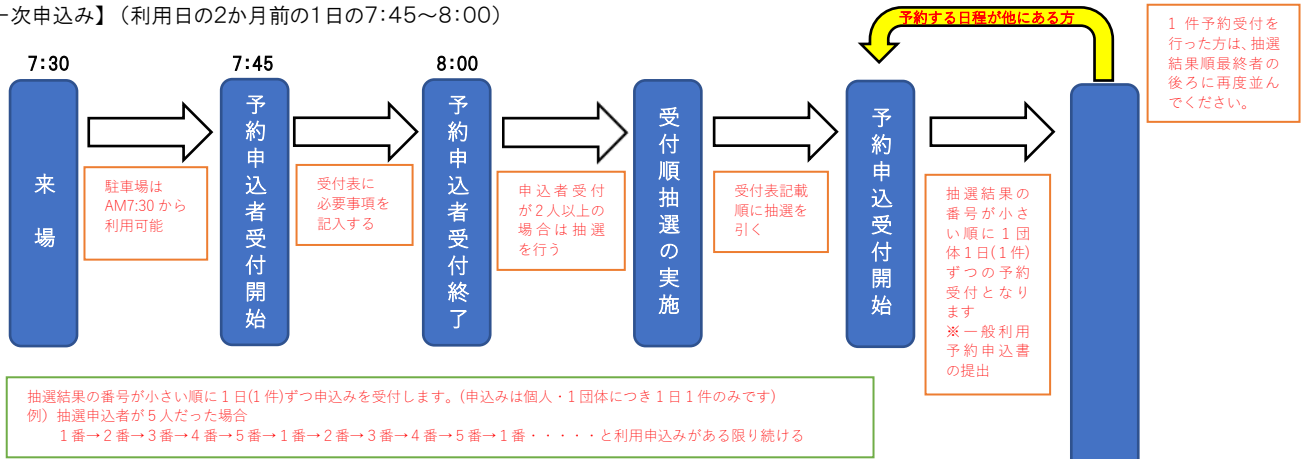 一次申込み】（利用日の2か月前の1日の7:45～8:00）
予約する日程が他にある方
1 件予約受付を
行った方は、抽選
結果順最終者の
後ろに再度並ん
でください。
7:30
来場
駐車場は
AM7:30 から
利用可能
7:45
予約申込者受付開始
受付表に
必要事項を
記入する
8:00
予約申込者受付終了
申込者受付
が２人以上の
場合は抽選
を行う
受付順抽選の実施
受付表記載
順に抽選を
引く
予約申込受付開始
抽選結果の
番号が小さ
い順に１団
体１日(１件)
ずつの予約
受付となり
ます
※一般利用
予約申込書
の提出
抽選結果の番号が小さい順に１日(１件)ずつ申込みを受付します。(申込みは個人・１団体につき１日１件のみです)
例）抽選申込者が５人だった場合
１番→２番→３番→４番→５番→１番→２番→３番→４番→５番→１番・・・・・と利用申込みがある限り続ける